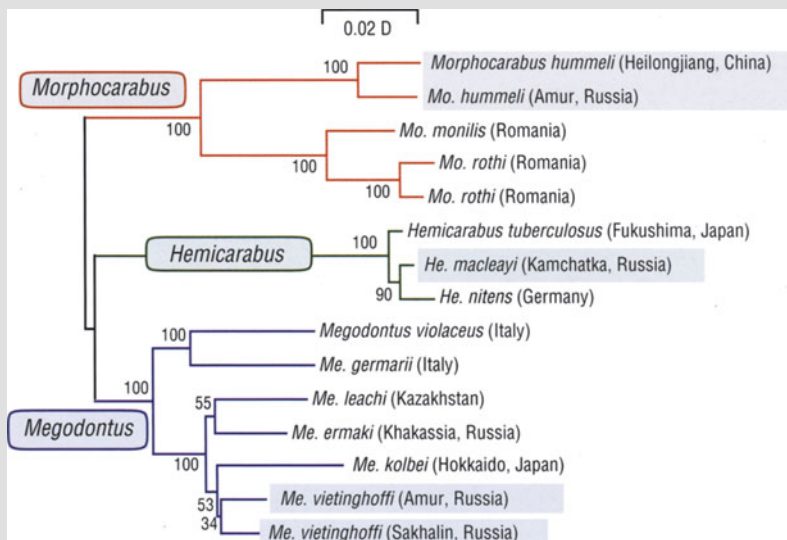 0.02 D
100
Morphocarabus hummeli (Heilongjiang, China)
Morphocarabus
Mo. hummeli (Amur, Russia)
100
Mo. monilis (Romania)
100
Mo. rothi (Romania)
100
Mo. rothi (Romania)
Hemicarabus tuberculosus (Fukushima, Japan)
100
Hemicarabus
He. macleayi (Kamchatka, Russia)
90
He. nitens (Germany)
100
Megodontus violaceus (Italy)
Me. germarii (Italy)
100
Me. leachi (Kazakhstan)
55
Megodontus
Me. ermaki (Khakassia, Russia)
100
Me. kolbei (Hokkaido, Japan)
53
Me. vietinghoffi (Amur, Russia)
34
Me. vietinghoffi (Sakhalin, Russia)